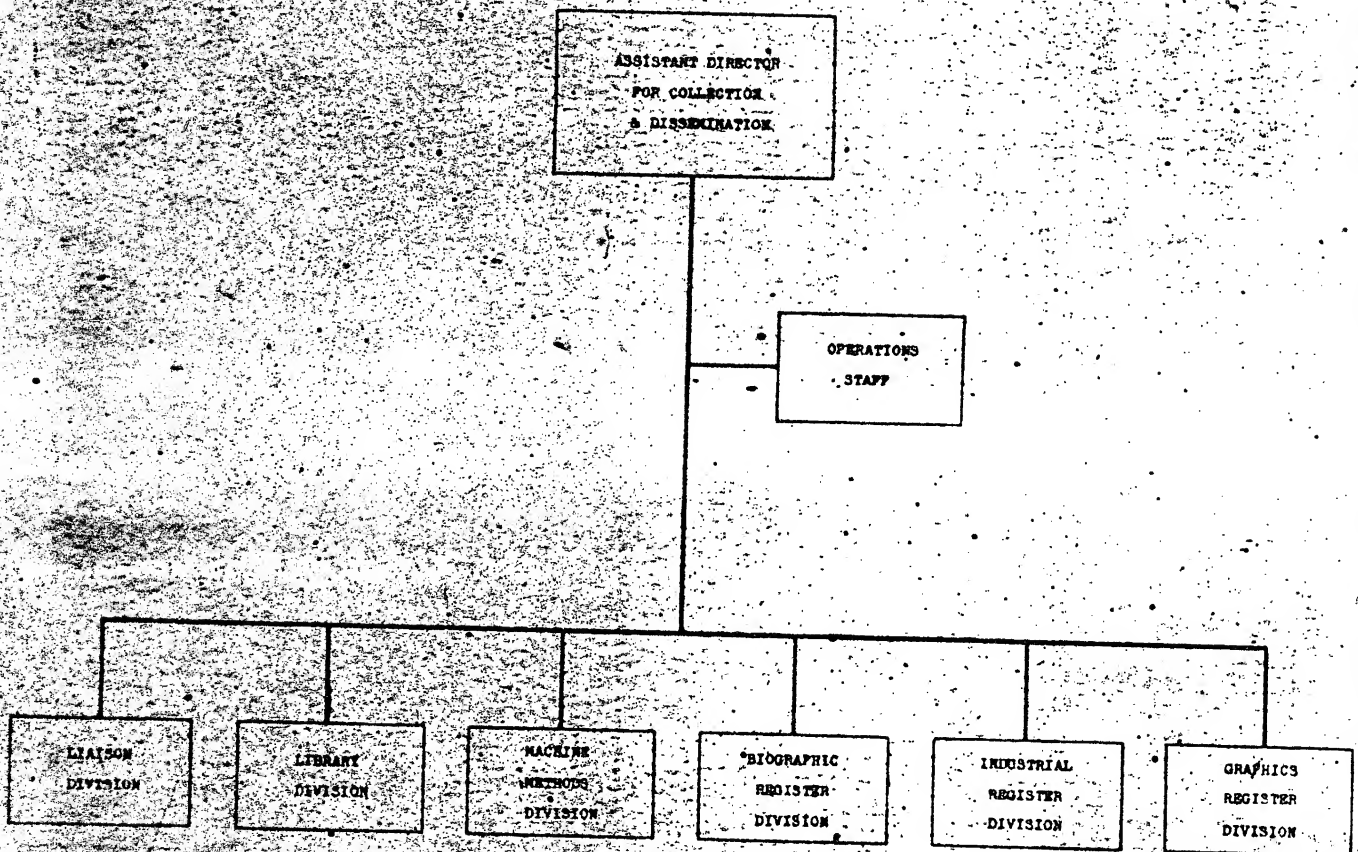 ASSISTANT DIRECTOR
FOR COLLECTION
& DISSEMINATION
OPERATIONS
STAFF
LIAISON
DIVISION
LIBRARY
DIVISION
MACHINE
METHODS
DIVISION
BIOGRAPHIC
REGISTER
DIVISION
INDUSTRIAL
REGISTER
DIVISION
GRAPHICS
REGISTER
DIVISION